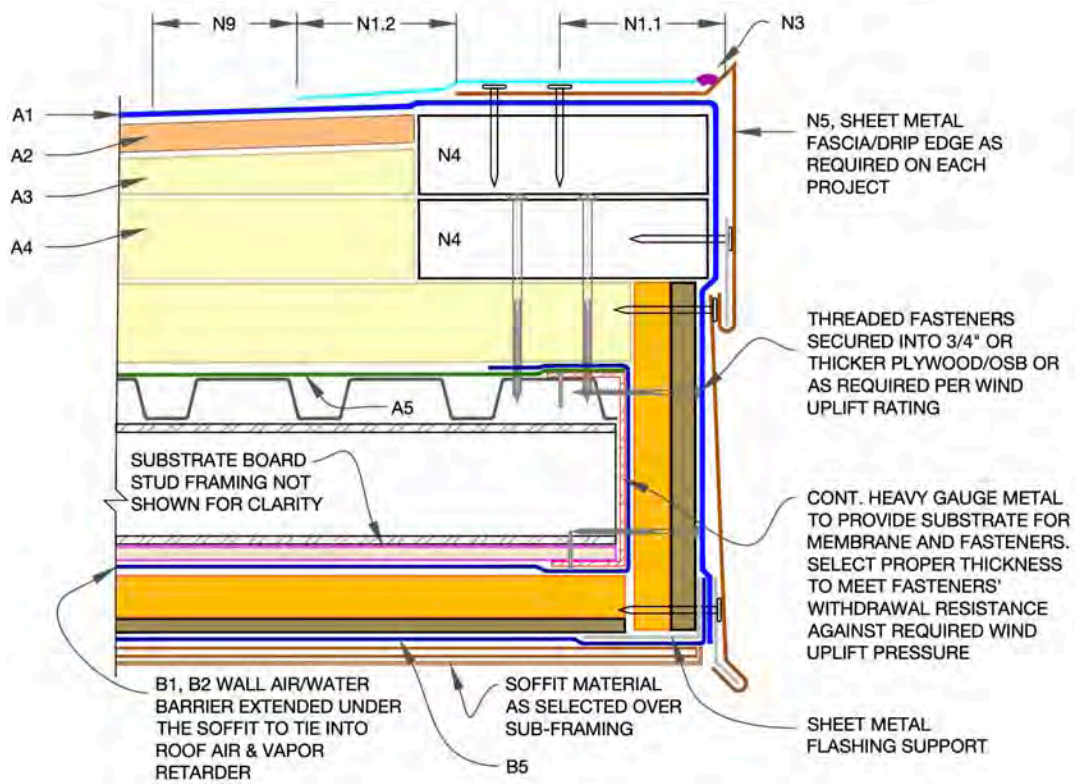 N9
N1.2
N1.1
N3
A1
A2
A3
A4
N4
N4
A5
N5, SHEET METAL
FASCIA/DRIP EDGE AS
REQUIRED ON EACH
PROJECT
THREADED FASTENERS
SECURED INTO 3/4" OR
THICKER PLYWOOD/OSB OR
AS REQUIRED PER WIND
UPLIFT RATING
SUBSTRATE BOARD
STUD FRAMING NOT
SHOWN FOR CLARITY
CONT. HEAVY GAUGE METAL
TO PROVIDE SUBSTRATE FOR
MEMBRANE AND FASTENERS.
SELECT PROPER THICKNESS
TO MEET FASTENERS'
WITHDRAWAL RESISTANCE
AGAINST REQUIRED WIND
UPLIFT PRESSURE
B1, B2 WALL AIR/WATER
BARRIER EXTENDED UNDER
THE SOFFIT TO TIE INTO
ROOF AIR & VAPOR
RETARDER
SOFFIT MATERIAL
AS SELECTED OVER
SUB-FRAMING
B5
SHEET METAL
FLASHING SUPPORT